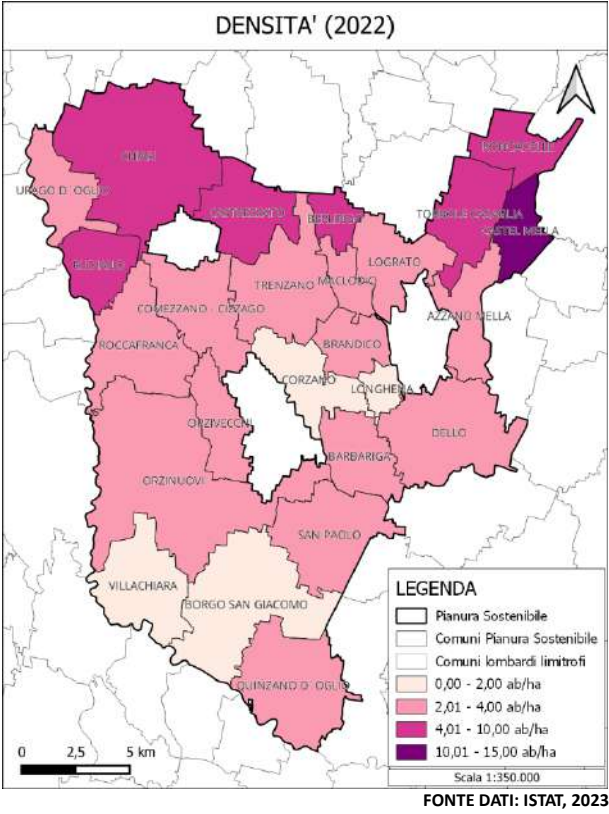 DENSITA' (2022)
CHIARI
RONCADELLE
URAGO D' OGLIO
CASTREZZATO
BERLINGO
TORBOLE CASAGLIA
CASTEL MELLA
RUDIANO
LOGRATO
TRENZANO
MACLODIO
COMEZZANO - CIZZAGO
AZZANO MELLA
ROCCAFRANCA
BRANDICO
CORZANO
LONGHENA
ORZIVECCHI
DELLO
BARBARIGA
ORZINUOVI
SAN PAOLO
VILLACHIARA
BORGO SAN GIACOMO
QUINZANO D' OGLIO
LEGENDA
Pianura Sostenibile
Comuni Pianura Sostenibile
Comuni lombardi limitrofi
0,00 - 2,00 ab/ha
2,01 - 4,00 ab/ha
4,01 - 10,00 ab/ha
10,01 - 15,00 ab/ha
0 2,5 5 km
Scala 1:350.000
FONTE DATI: ISTAT, 2023